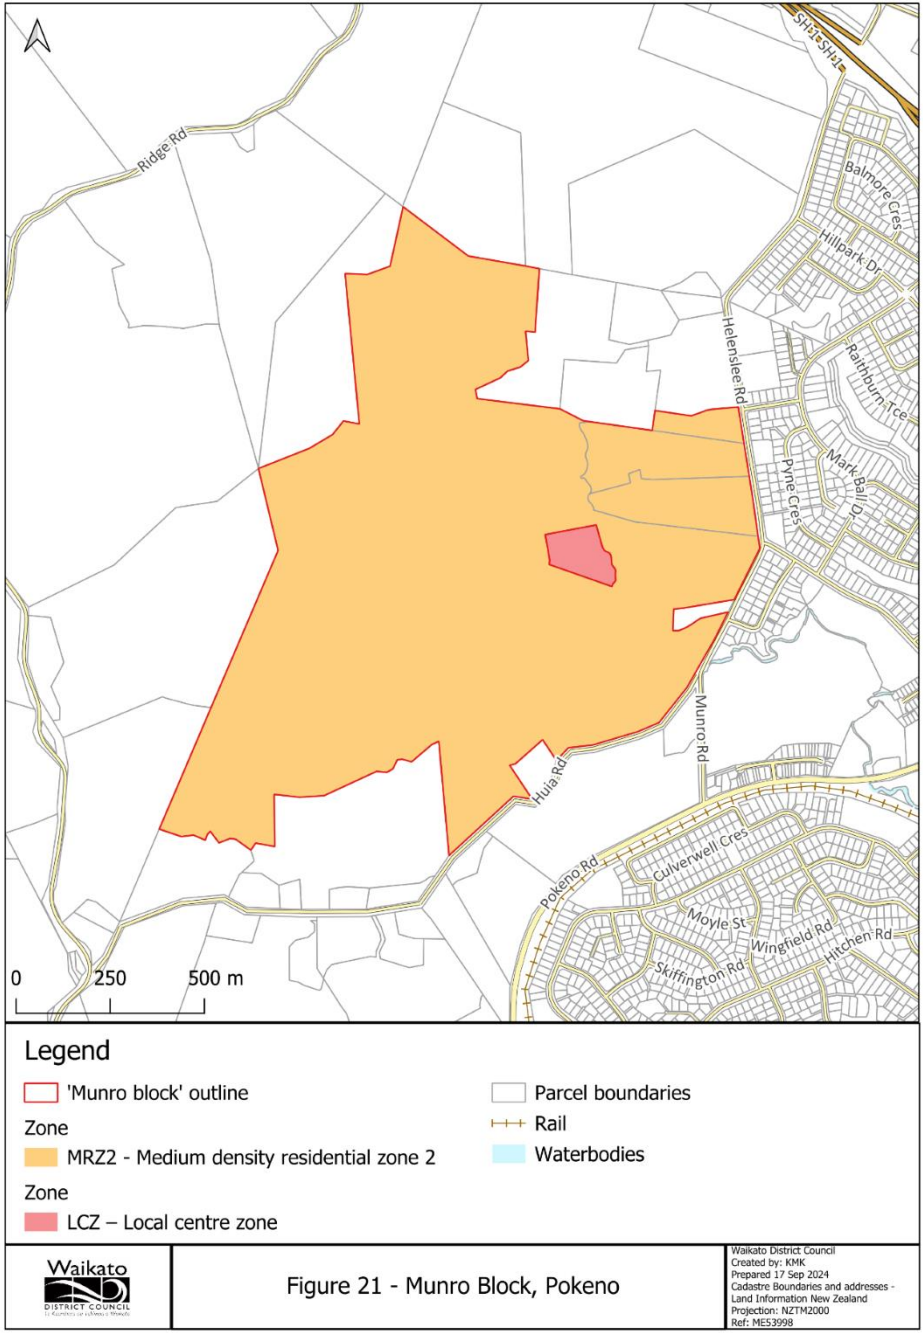 SH 1 SH 1
Ridge Rd
Balmore Cres
Hillpark Dr
Helenslee Rd
Raithburn Tce
Mark Ball Dr
Pyne Cres
Munro Rd
Huia Rd
Pokeno Rd
Culverwell Cres
Moyle St
Wingfield Rd
Hitchen Rd
Skiffington Rd
0 250 500 m
Legend
'Munro block' outline
Zone
MRZ2 - Medium density residential zone 2
Zone
LCZ – Local centre zone
Parcel boundaries
Rail
Waterbodies
Waikato
DISTRICT COUNCIL
Figure 21 - Munro Block, Pokeno
Waikato District Council
Created by: KMK
Prepared 17 Sep 2024
Cadastre Boundaries and addresses -
Land Information New Zealand
Projection: NZTM2000
Ref: ME53998